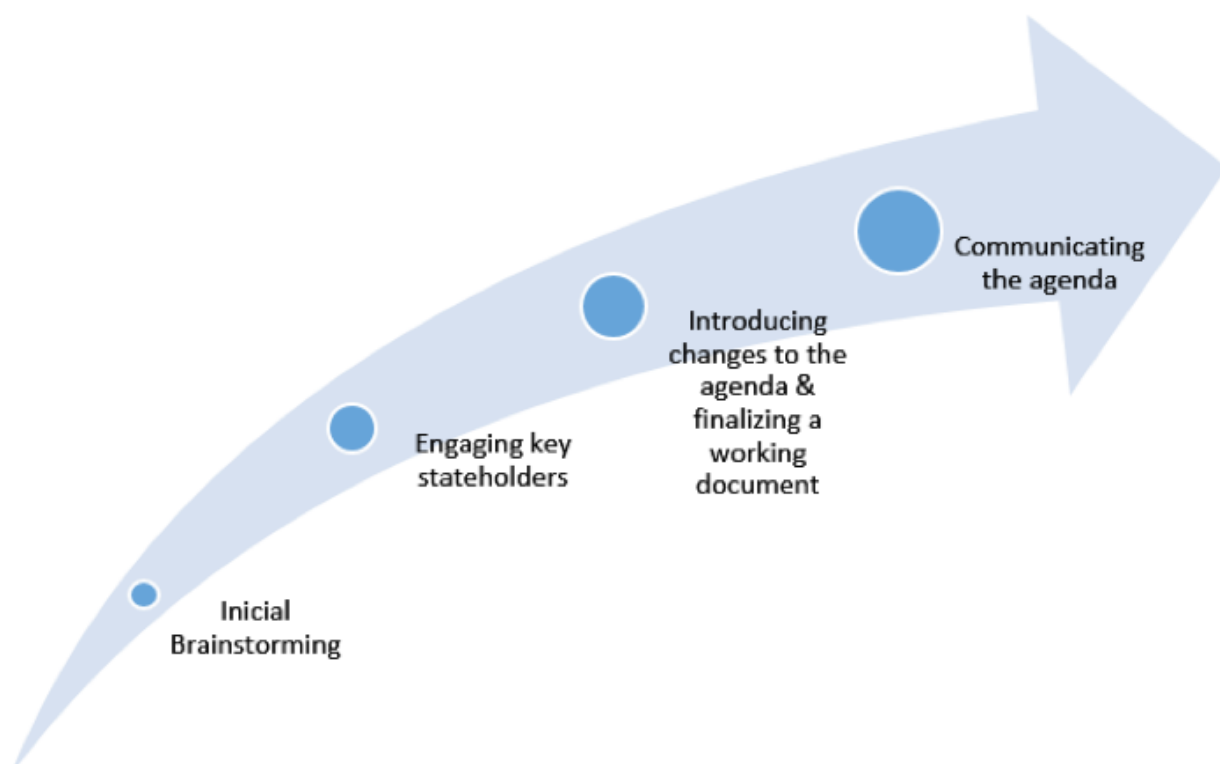 Inicial
Brainstorming
Engaging key
stateholders
Introducing
changes to the
agenda &
finalizing a
working
document
Communicating
the agenda